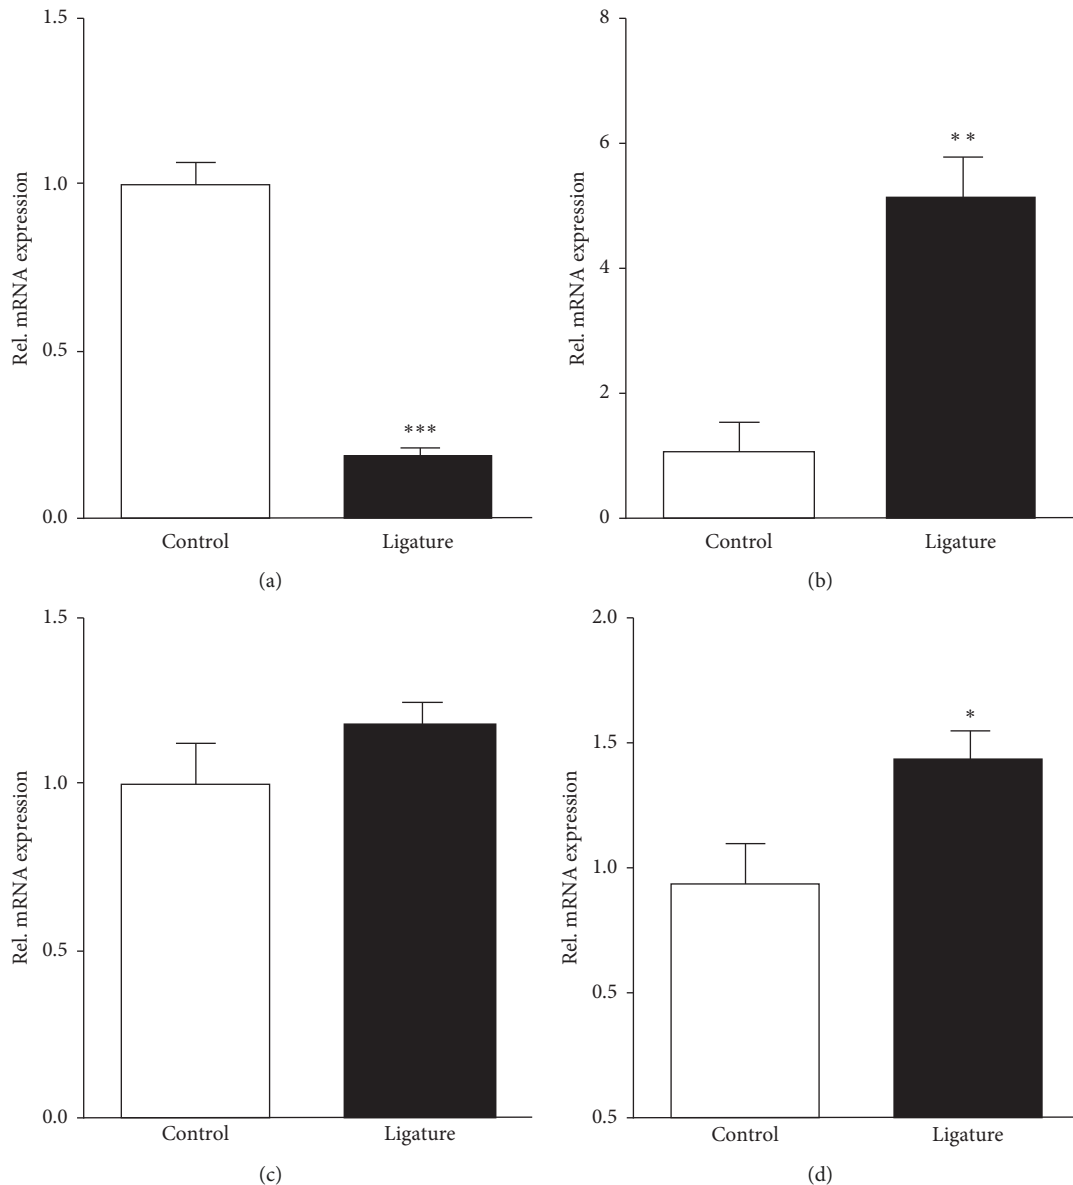 1.5
1.0
0.5
0.0
Rel. mRNA expression
***
Control
Ligature
(a)
8
6
4
2
0
Rel. mRNA expression
**
Control
Ligature
(b)
1.5
1.0
0.5
0.0
Rel. mRNA expression
Control
Ligature
(c)
2.0
1.5
1.0
0.5
0.5
Rel. mRNA expression
*
Control
Ligature
(d)